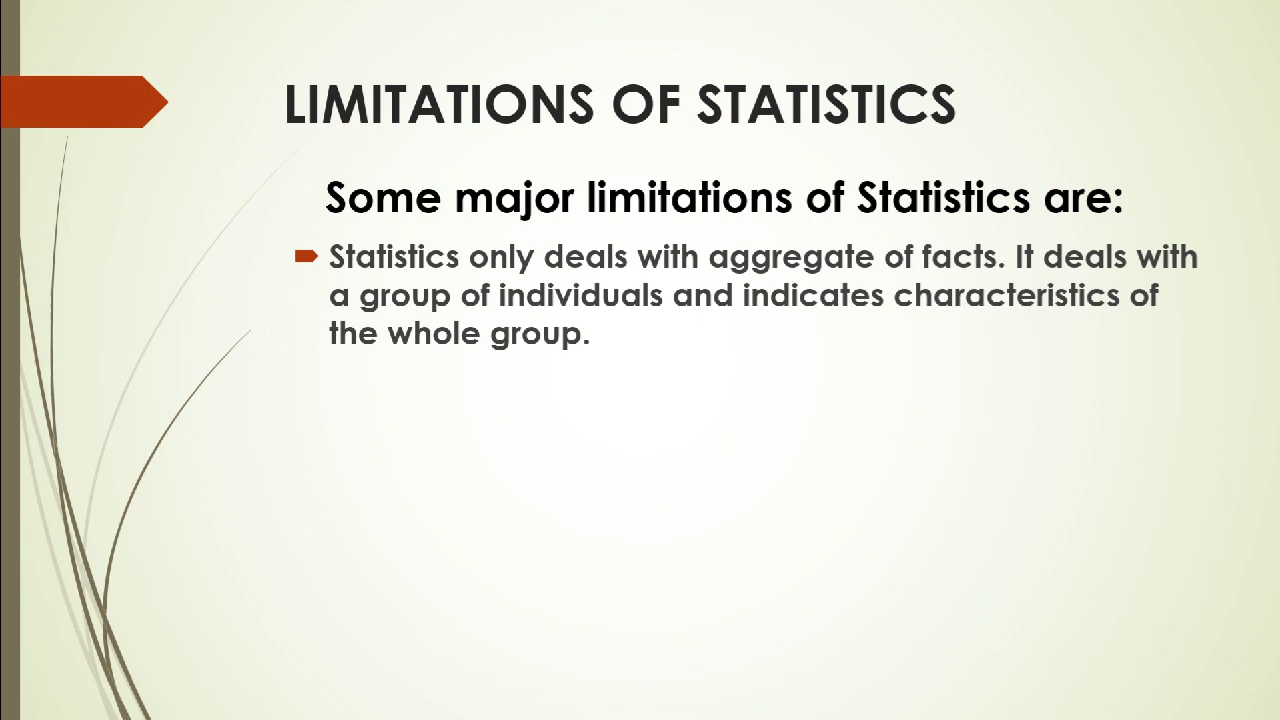 LIMITATIONS OF STATISTICS
Some major limitations of Statistics are:
Statistics only deals with aggregate of facts. It deals with
a group of individuals and indicates characteristics of
the whole group.